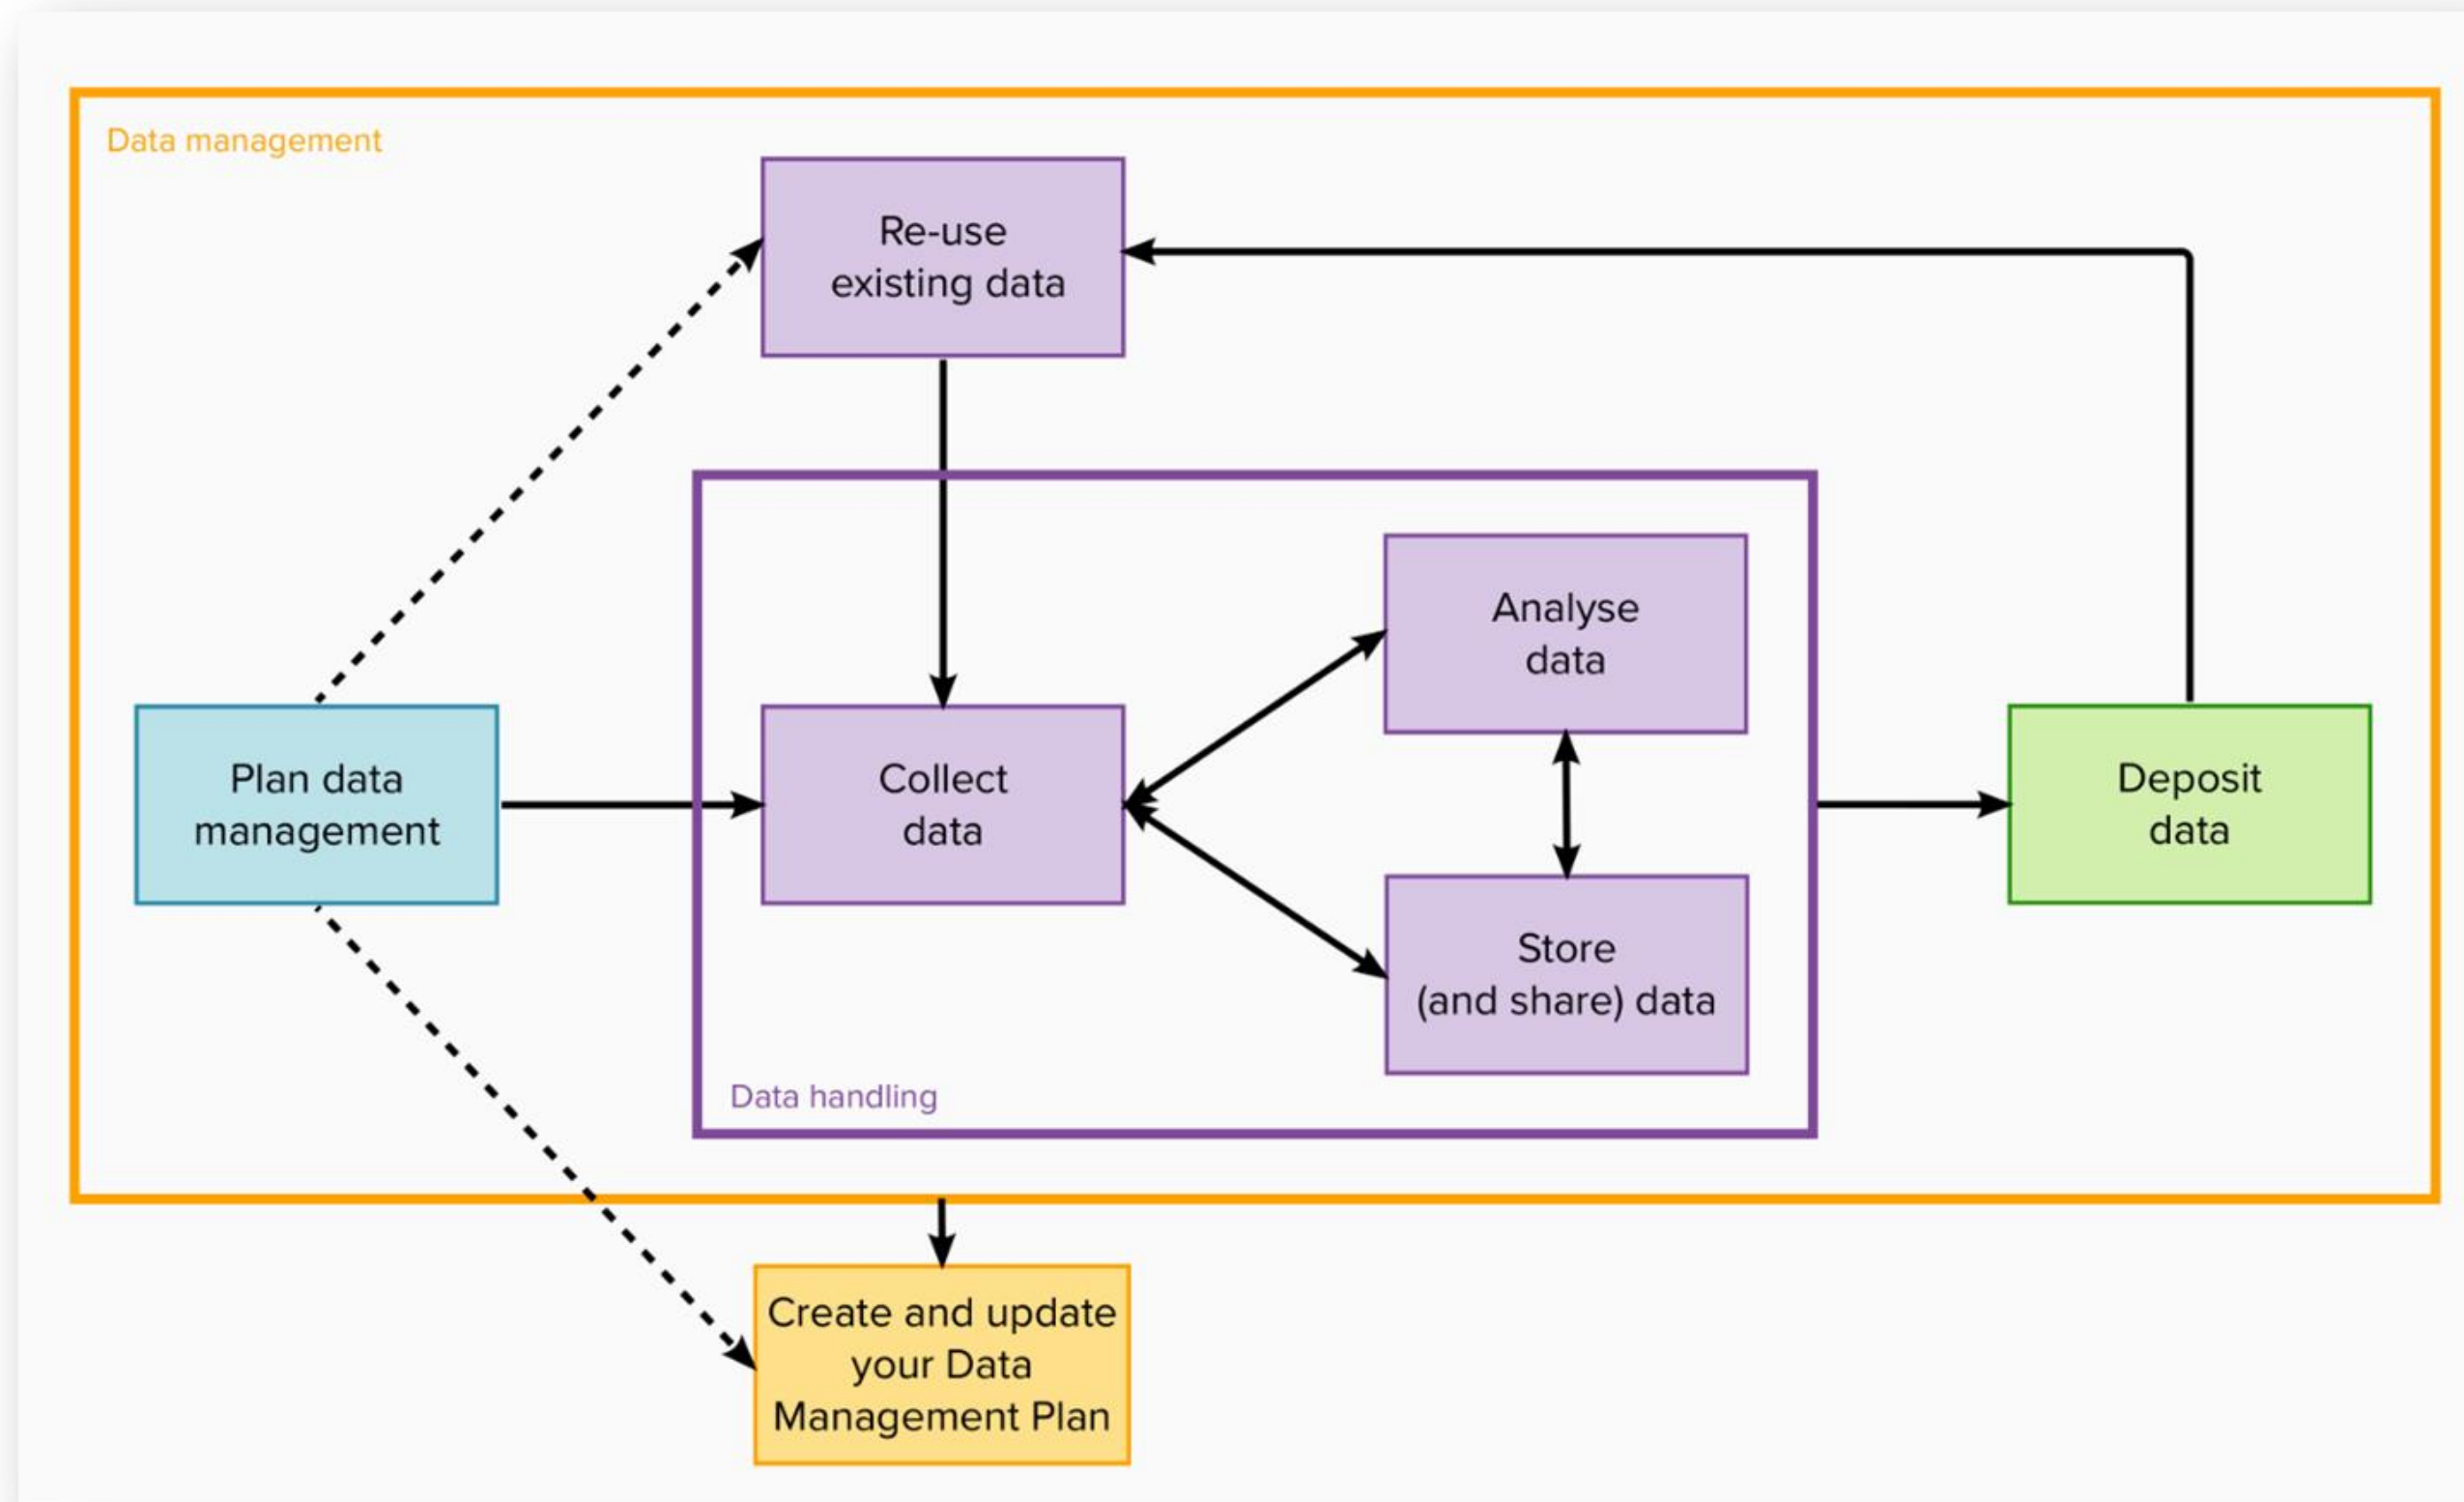 Data management
Re-use
existing data
Analyse
data
Plan data
management
Collect
data
Deposit
data
Store
(and share) data
Data handling
Create and update
your Data
Management Plan